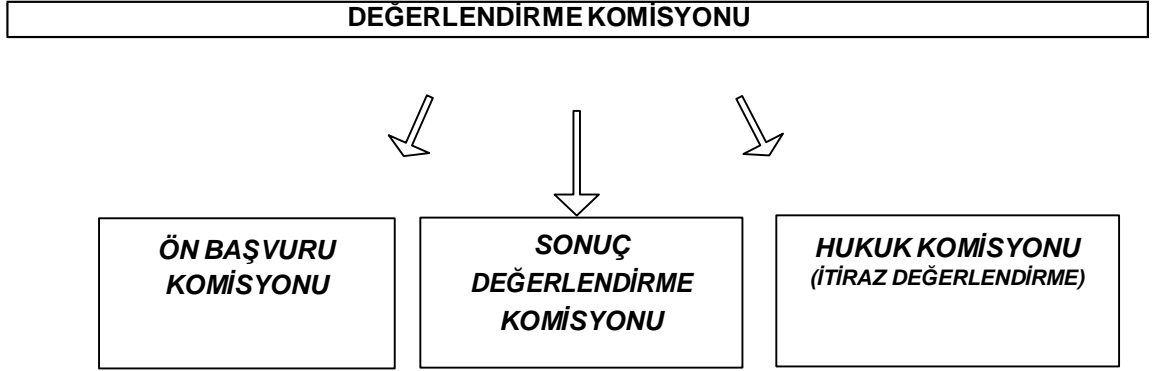 DEĞERLENDİRME KOMİSYONU
ÖN BAŞVURU
KOMİSYONU
SONUÇ
DEĞERLENDİRME
KOMİSYONU
HUKUK KOMİSYONU
(İTİRAZ DEĞERLENDİRME)